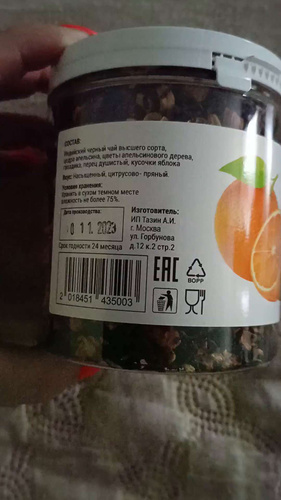 СОСТАВ:
Индийский черный чай высшего сорта,
цедра апельсина, цветы апельсинового дерева,
гвоздика, перец душистый, кусочки яблока
Вкус: Насыщенный, цитрусово- пряный.
Условия хранения:
Хранить в сухом темном месте
влажность не более 75%.
Дата производства:
0 11. 2023
Срок годности 24 месяца
Изготовитель:
ИП Тазин А.И.
г. Москва
ул. Горбунова
д.12 к.2 стр.2
EAC
BOPP
2 018451 435003